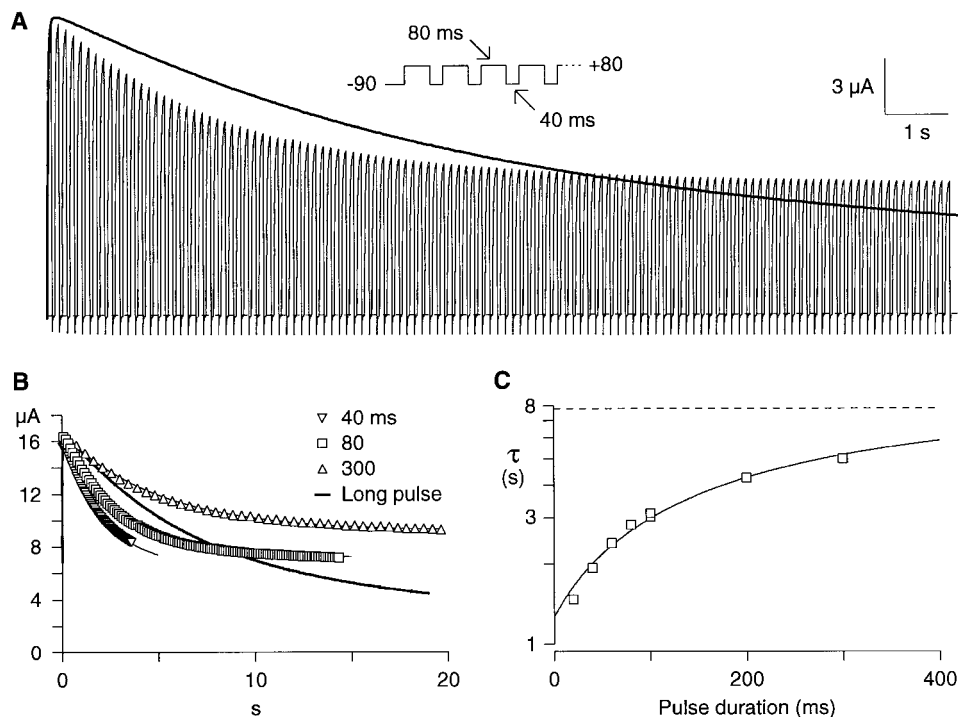 A
80 ms
-90
+80
40 ms
3 µA
1 s
B
µA
16
12
8
4
0
0
10
20
s
40 ms
80
300
Long pulse
C
8
τ
(s)
3
1
0
200
400
Pulse duration (ms)